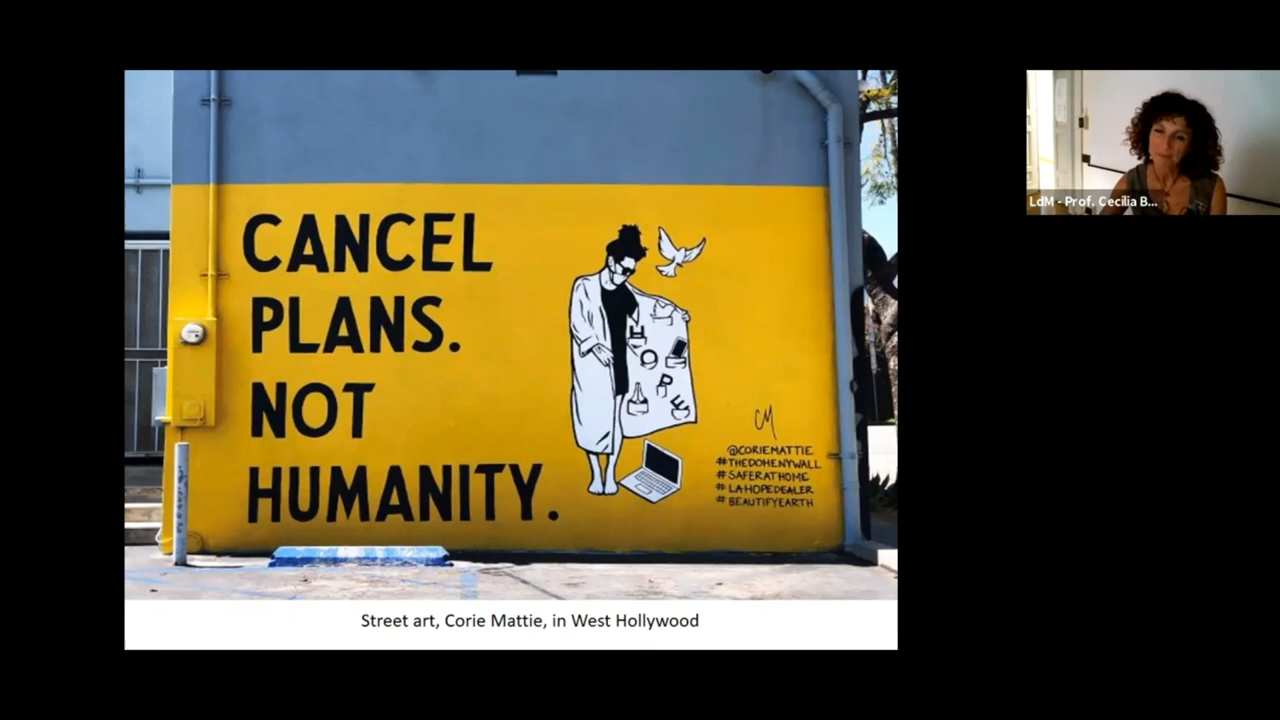 CANCEL
PLANS.
NOT
HUMANITY.
HOPE
CM
@CORIEMATTIE
#THEDOHENYWALL
#SAFERATHOME
#LAHOPEDEALER
#BEAUTIFYEARTH
Street art, Corie Mattie, in West Hollywood
LdM - Prof. Cecilia B...